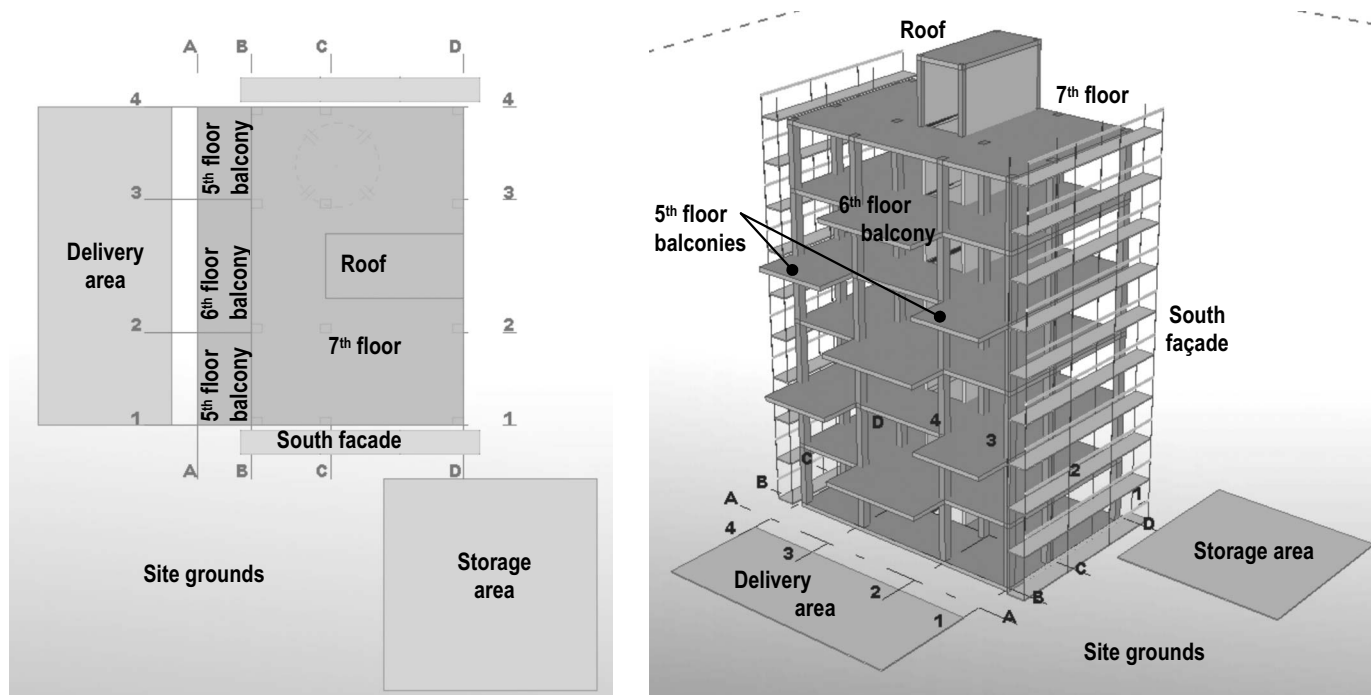 A
B
C
D
4
4
5th floor
balcony
3
3
Delivery
area
6th floor
balcony
Roof
2
2
7th floor
5th floor
balcony
1
1
South facade
A
B
C
D
Site grounds
Storage
area
Roof
7th floor
5th floor
balconies
6th floor
balcony
South
façade
D
4
3
C
2
B
1
A
D
4
Storage area
3
C
Delivery
area
2
B
1
A
Site grounds